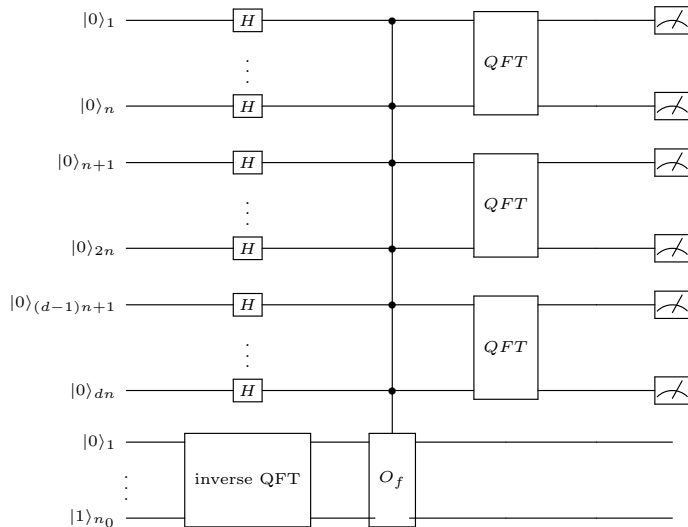 |0⟩₁ H QFT
⋮
|0⟩ₙ H
|0⟩ₙ₊₁ H QFT
⋮
|0⟩₂ₙ H
|0⟩₍d₋₁₎ₙ₊₁ H QFT
⋮
|0⟩dn H
|0⟩₁
⋮ inverse QFT O_f
|1⟩n₀